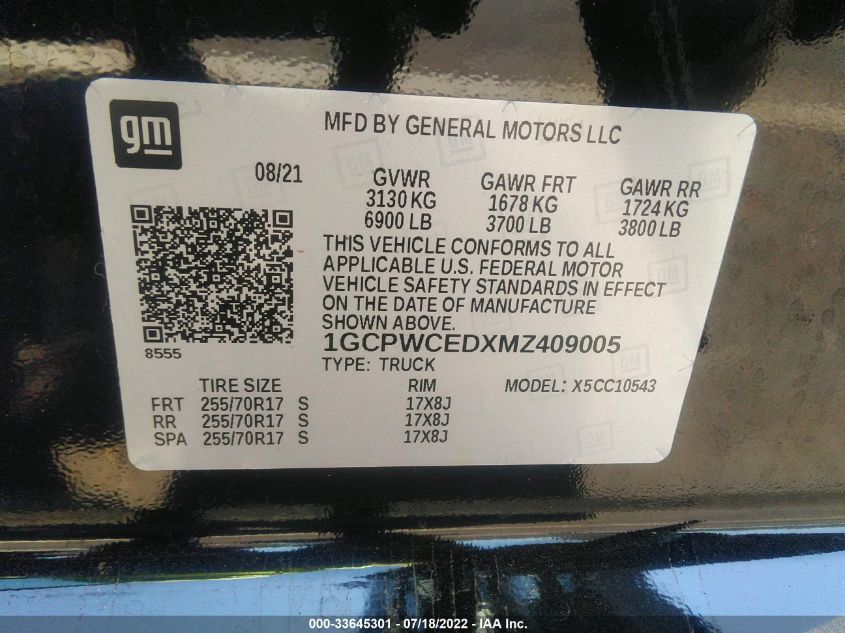 gm
MFD BY GENERAL MOTORS LLC
08/21 GVWR GAWR FRT GAWR RR
3130 KG 1678 KG 1724 KG
6900 LB 3700 LB 3800 LB
THIS VEHICLE CONFORMS TO ALL
APPLICABLE U.S. FEDERAL MOTOR
VEHICLE SAFETY STANDARDS IN EFFECT
ON THE DATE OF MANUFACTURE
SHOWN ABOVE.
8555
1GCPWCEDXMZ409005
TYPE: TRUCK
TIRE SIZE RIM MODEL: X5CC10543
FRT 255/70R17 S 17X8J
RR 255/70R17 S 17X8J
SPA 255/70R17 S 17X8J
000-33645301 - 07/18/2022 - IAA Inc.